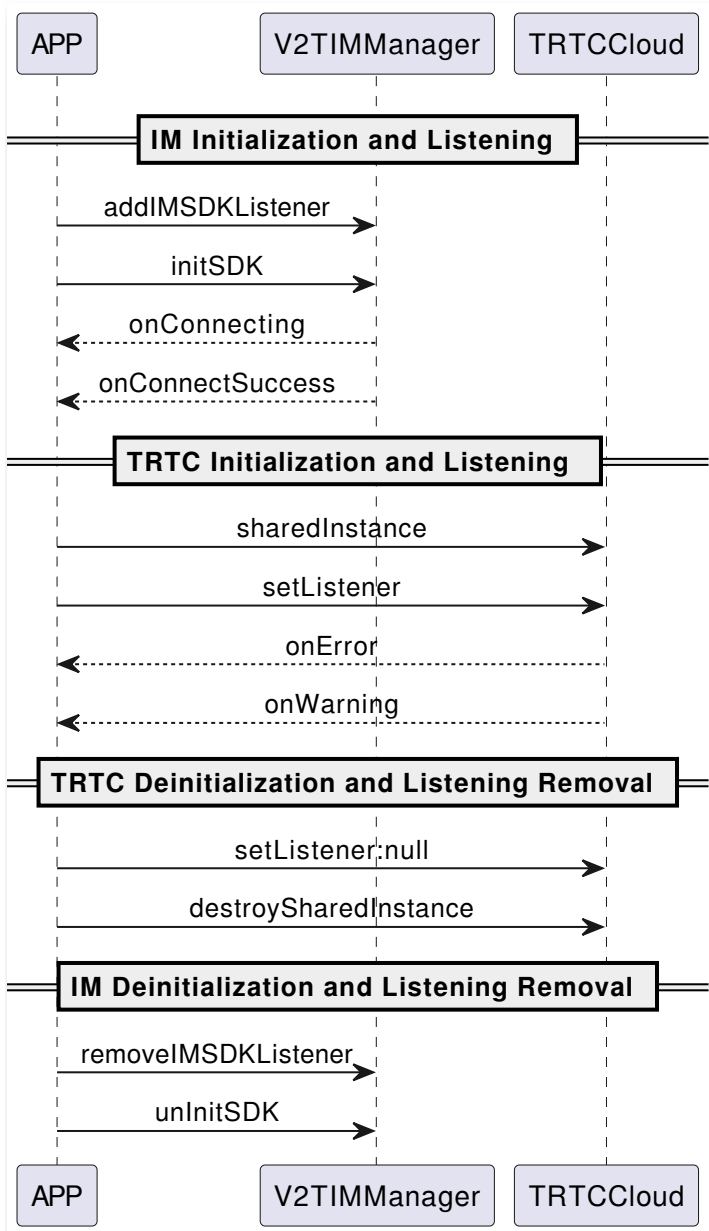 APP V2TIMManager TRTCCloud
IM Initialization and Listening
addIMSDKListener
initSDK
onConnecting
onConnectSuccess
TRTC Initialization and Listening
sharedInstance
setListener
onError
onWarning
TRTC Deinitialization and Listening Removal
setListener:null
destroySharedInstance
IM Deinitialization and Listening Removal
removeIMSDKListener
unInitSDK
APP V2TIMManager TRTCCloud